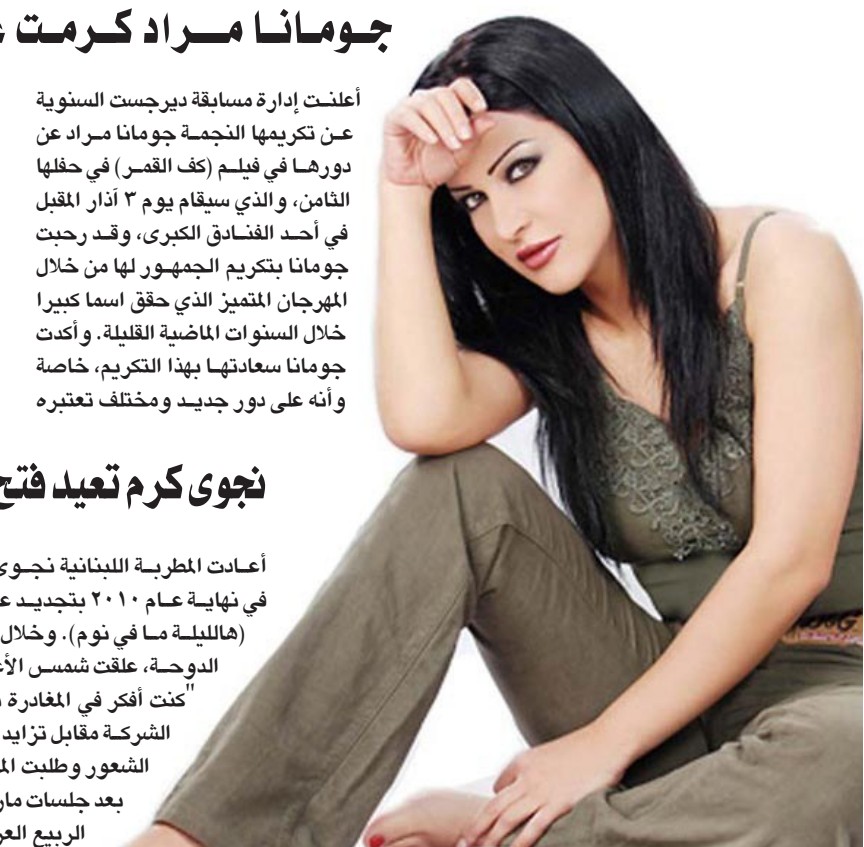 جومانا مراد كرمت
أعلنت إدارة مسابقة ديرجست السنوية
عن تكريمها النجمة جومانا مراد عن
دورها في فيلم (كف القمر) في حفلها
الثامن، والذي سيقام يوم ٣ آذار المقبل
في أحد الفنادق الكبرى، وقد رحبت
جومانا بتكريم الجمهور لها من خلال
المهرجان المتميز الذي حقق اسما كبيرا
خلال السنوات الماضية القليلة. وأكدت
جومانا سعادتها بهذا التكريم، خاصة
وأنه على دور جديد ومختلف تعتبره
نجوى كرم تعيد فتح
أعادت المطربة اللبنانية نجوى
في نهاية عام ٢٠١٠ بتجديد
(هالليلة ما في نوم). وخلال
الدوحة، علقت شمس
"كنت أفكر في المغادرة
الشركة مقابل تزايد
الشعور وطلبت
بعد جلسات
الربيع